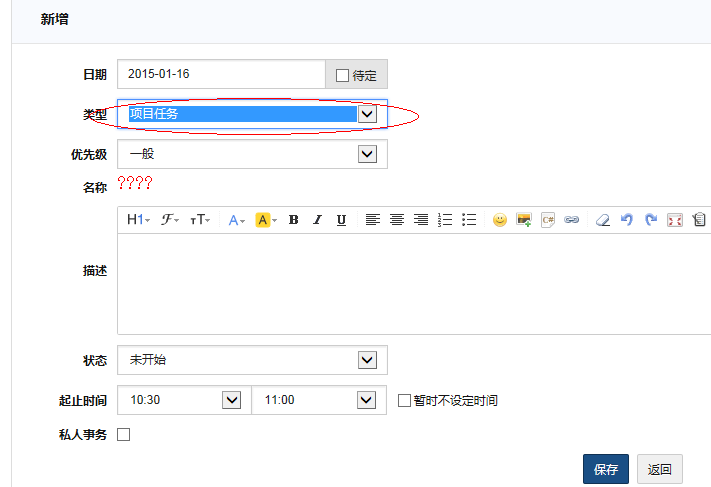 新增
日期 2015-01-16 待定
类型 项目任务
优先级 一般
名称 ????
H1 F TT A A B I U C#
描述
状态 未开始
起止时间 10:30 11:00 暂时不设定时间
私人事务
保存 返回